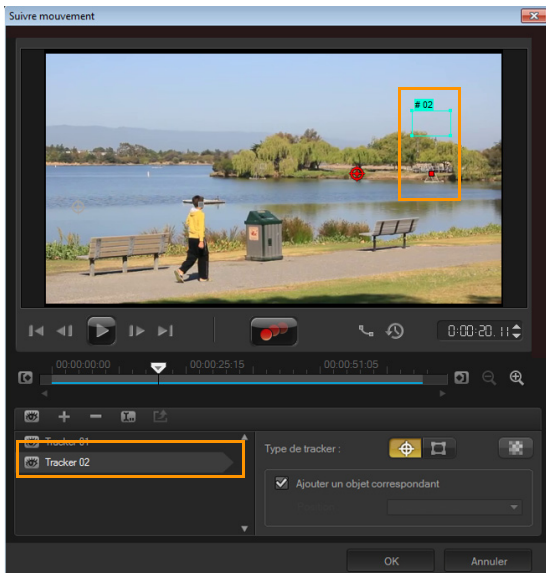 Suivre mouvement
# 02
0:00:20.11
00:00:00:00 00:00:25:15 00:00:51:05
Tracker 01
Tracker 02
Type de tracker :
Ajouter un objet correspondant
OK Annuler